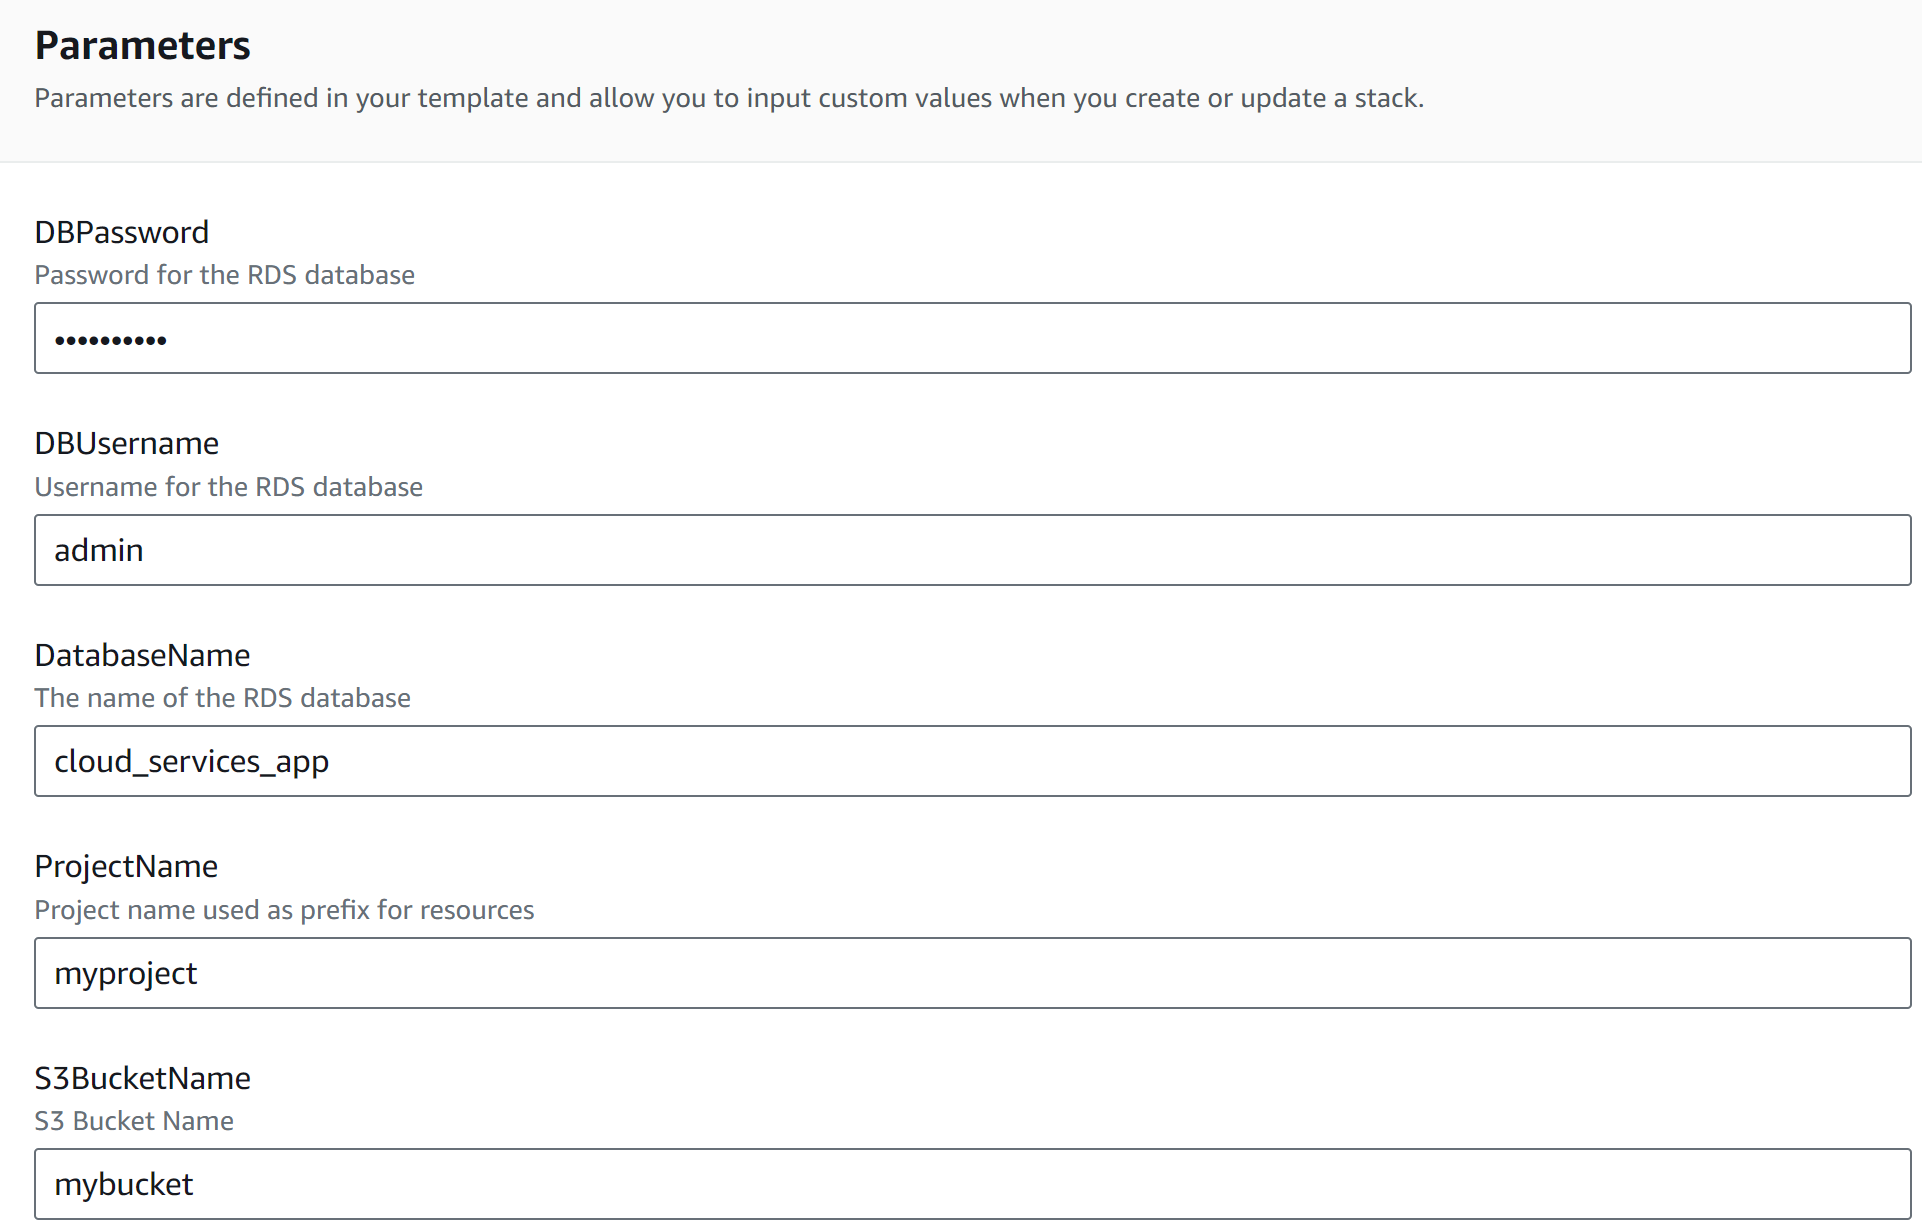 Parameters
Parameters are defined in your template and allow you to input custom values when you create or update a stack.
DBPassword
Password for the RDS database
••••••••••
DBUsername
Username for the RDS database
admin
DatabaseName
The name of the RDS database
cloud_services_app
ProjectName
Project name used as prefix for resources
myproject
S3BucketName
S3 Bucket Name
mybucket